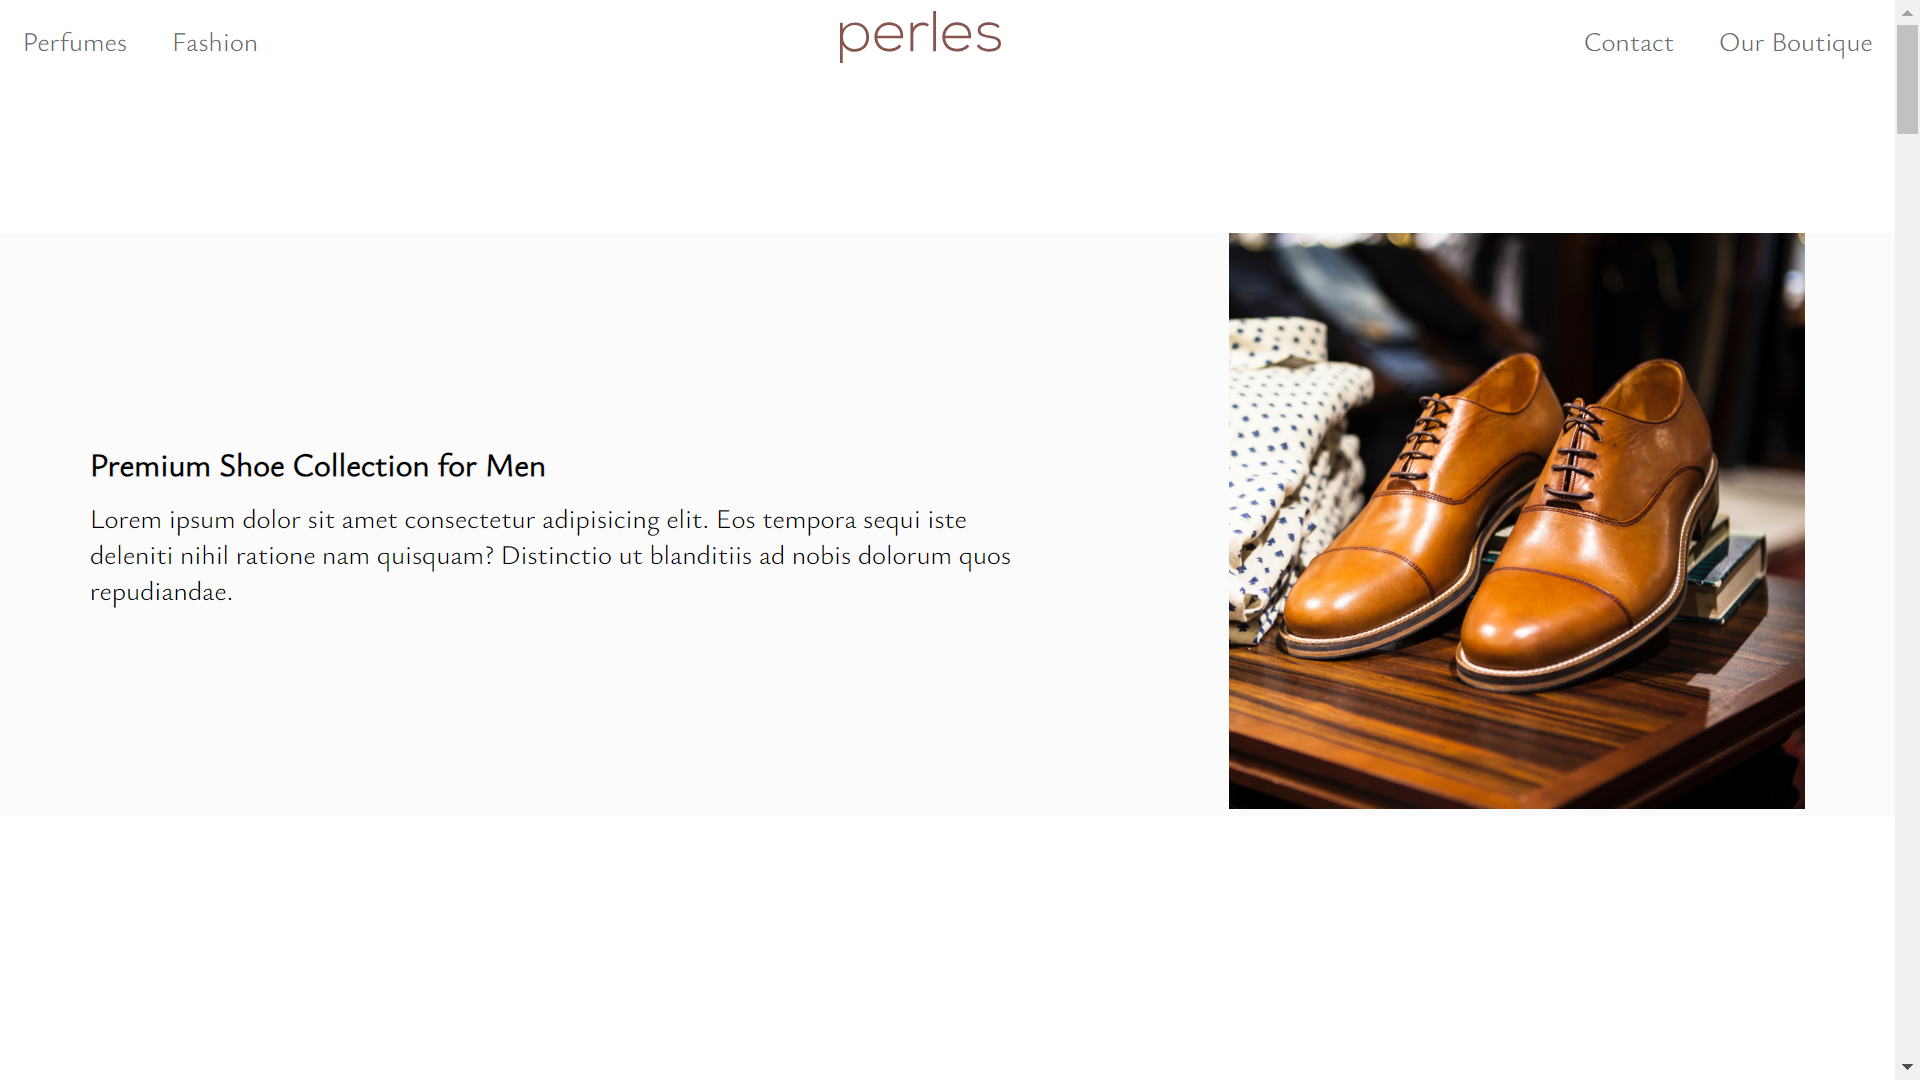 Perfumes Fashion perles Contact Our Boutique
Premium Shoe Collection for Men
Lorem ipsum dolor sit amet consectetur adipisicing elit. Eos tempora sequi iste
deleniti nihil ratione nam quisquam? Distinctio ut blanditiis ad nobis dolorum quos
repudiandae.